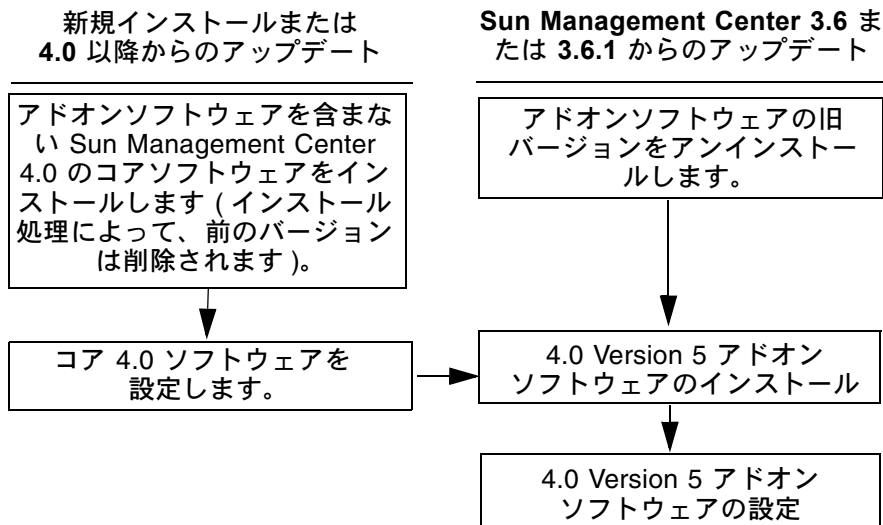 新規インストールまたは
4.0 以降からのアップデート
アドオンソフトウェアを含まな
い Sun Management Center
4.0 のコアソフトウェアをイン
ストールします ( インストール
処理によって、前のバージョン
は削除されます )。
コア 4.0 ソフトウェアを
設定します。
Sun Management Center 3.6 ま
たは 3.6.1 からのアップデート
アドオンソフトウェアの旧
バージョンをアンインストー
ルします。
4.0 Version 5 アドオン
ソフトウェアのインストール
4.0 Version 5 アドオン
ソフトウェアの設定